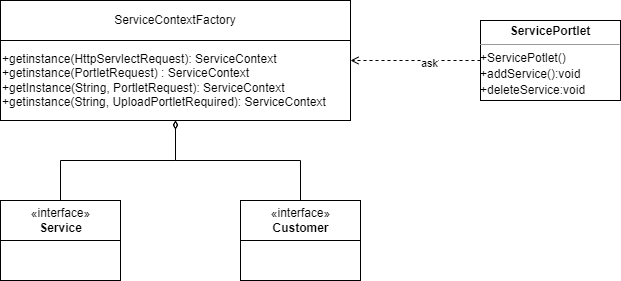 ServiceContextFactory
+getinstance(HttpServlectRequest): ServiceContext
+getinstance(PortletRequest) : ServiceContext
+getInstance(String, PortletRequest): ServiceContext
+getInstance(String, UploadPortletRequired): ServiceContext
ask
ServicePortlet
+ServicePotlet()
+addService():void
+deleteService:void
«interface»
Service
«interface»
Customer